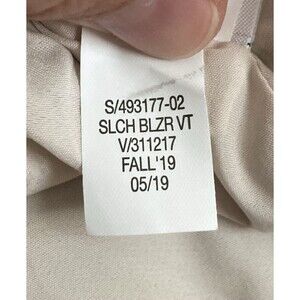 S/493177-02
SLCH BLZR VT
V/311217
FALL'19
05/19